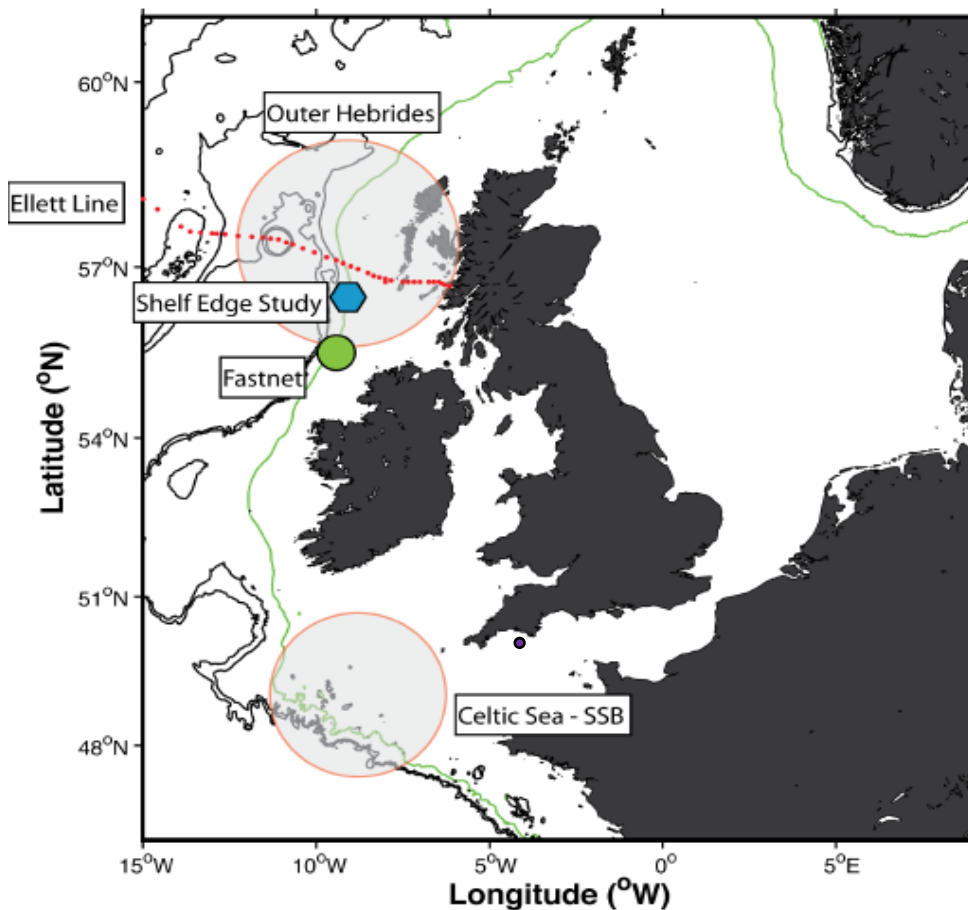 60°N
Outer Hebrides
Ellett Line
57°N
Shelf Edge Study
Fastnet
Latitude (°N)
54°N
51°N
Celtic Sea - SSB
48°N
15°W
10°W
5°W
0°
5°E
Longitude (°W)